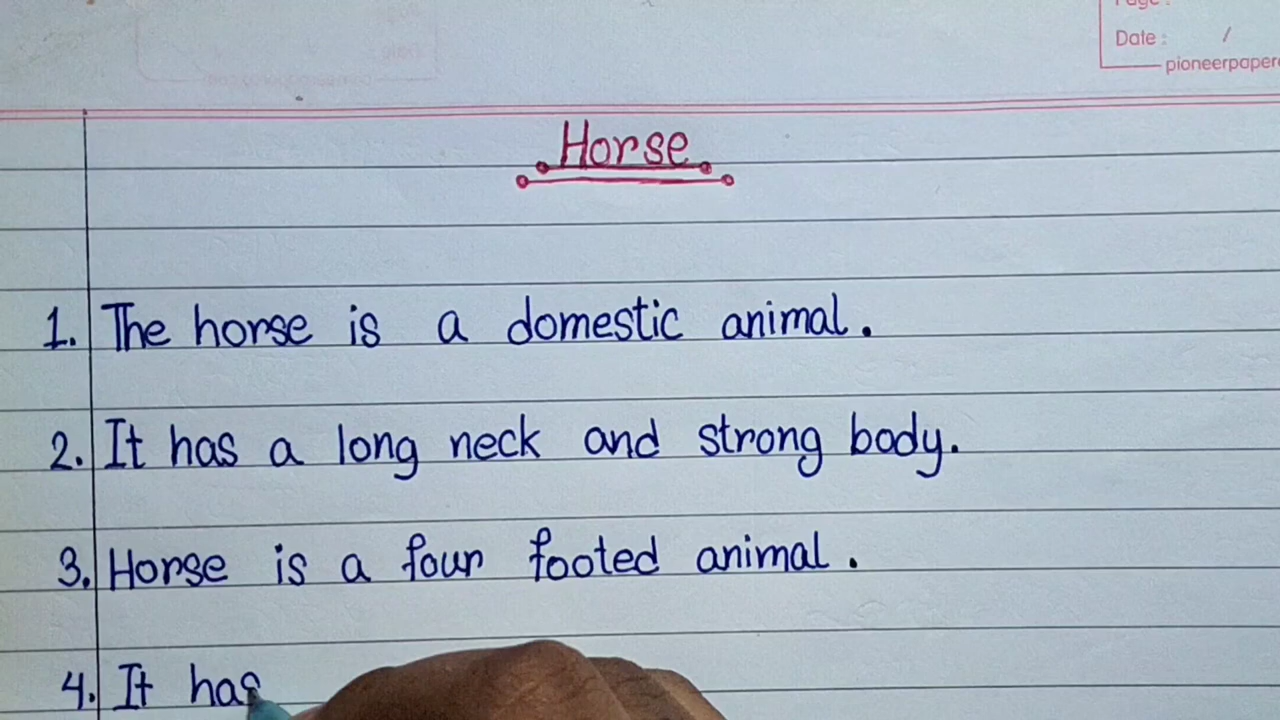 Page :
Date : /
pioneerpaper
Horse
1. The horse is a domestic animal.
2. It has a long neck and strong body.
3. Horse is a four footed animal.
4. It has